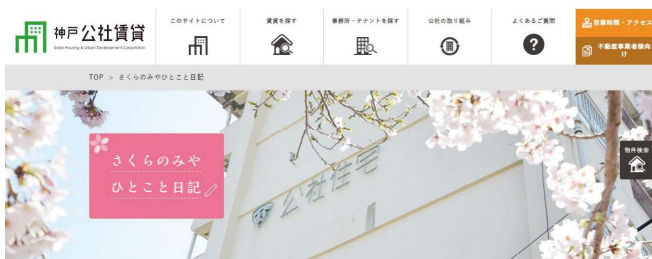 神戸公社賃貸
Kobe Housing & Urban Development Corporation
このサイトについて
賃貸を探す
事務所・テナントを探す
公社の取り組み
よくあるご質問
営業時間・アクセス
不動産事業者様向け
TOP > さくらのみやひとこと日記
さくらのみや
ひとこと日記
公社住宅
物件検索